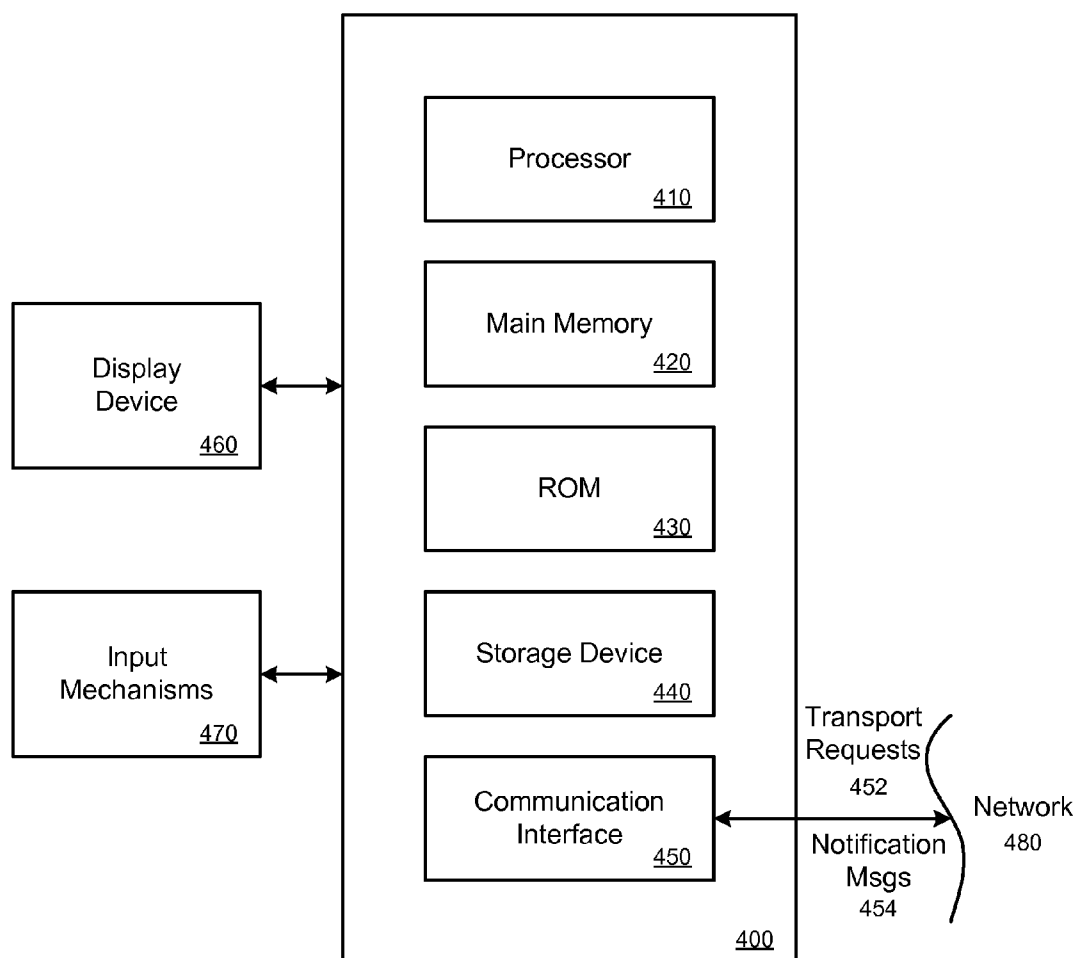 Processor
410
Main Memory
420
Display
Device
460
ROM
430
Input
Mechanisms
470
Storage Device
440
Communication
Interface
450
Transport
Requests
452
Network
480
Notification
Msgs
454
400